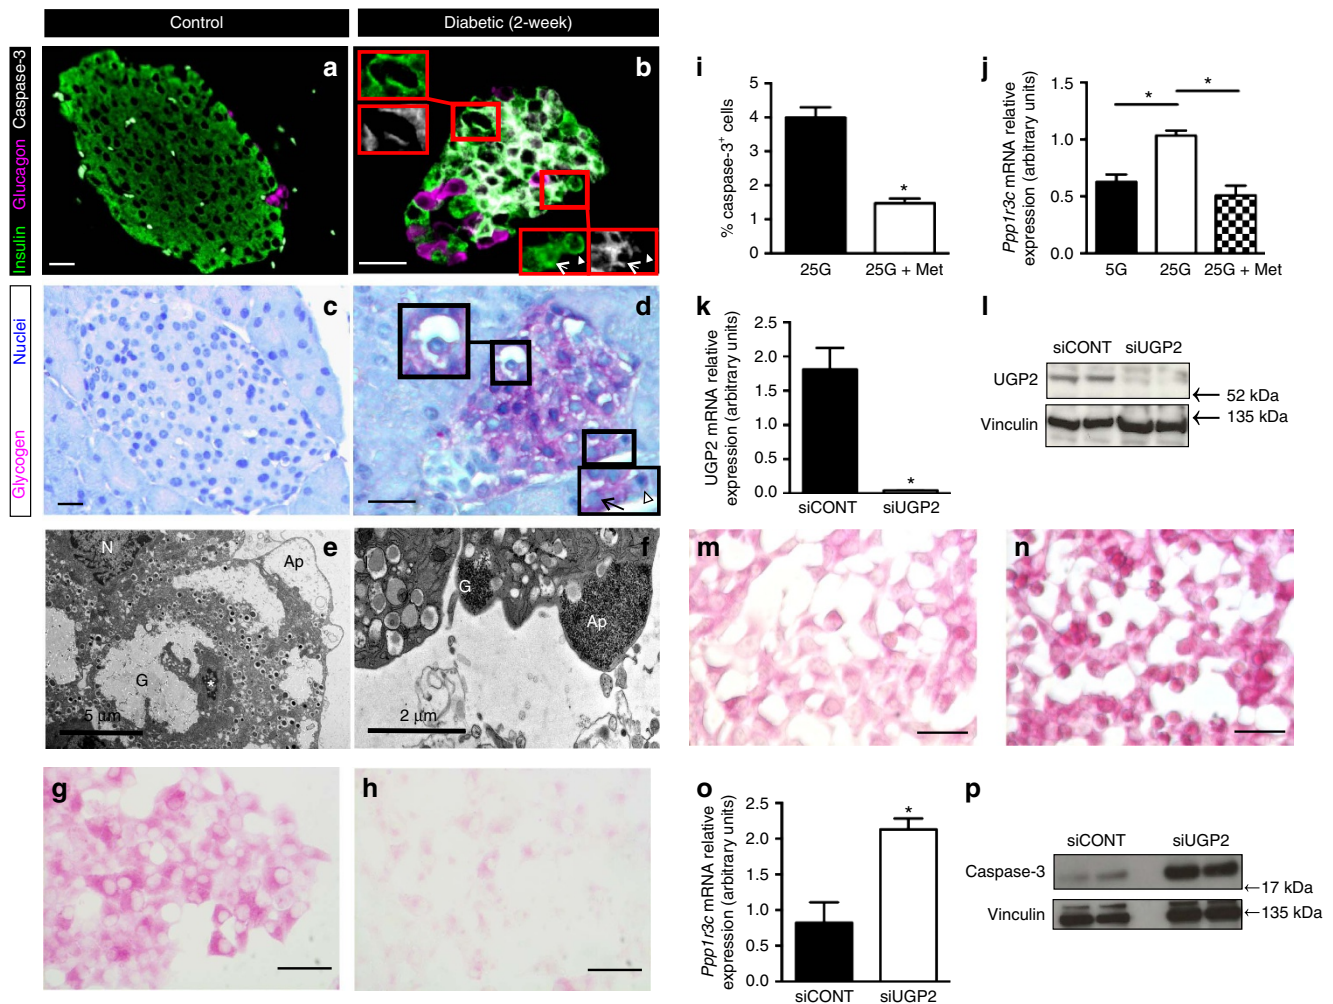 Control
Diabetic (2-week)
Insulin Glucagon Caspase-3
a
b
Glycogen Nuclei
c
d
e
N
Ap
G
*
5 μm
f
G
Ap
2 μm
g
h
i
% caspase-3+ cells
5
4
3
2
1
0
*
25G
25G + Met
j
Ppp1r3c mRNA relative
expression (arbitrary units)
1.5
1.0
0.5
0.0
*
*
5G
25G
25G + Met
k
UGP2 mRNA relative
expression (arbitrary units)
2.5
2.0
1.5
1.0
0.5
0.0
*
siCONT
siUGP2
l
siCONT siUGP2
UGP2
← 52 kDa
← 135 kDa
Vinculin
m
n
o
Ppp1r3c mRNA relative
expression (arbitrary units)
2.5
2.0
1.5
1.0
0.5
0.0
*
siCONT
siUGP2
p
siCONT
siUGP2
Caspase-3
←17 kDa
Vinculin
←135 kDa